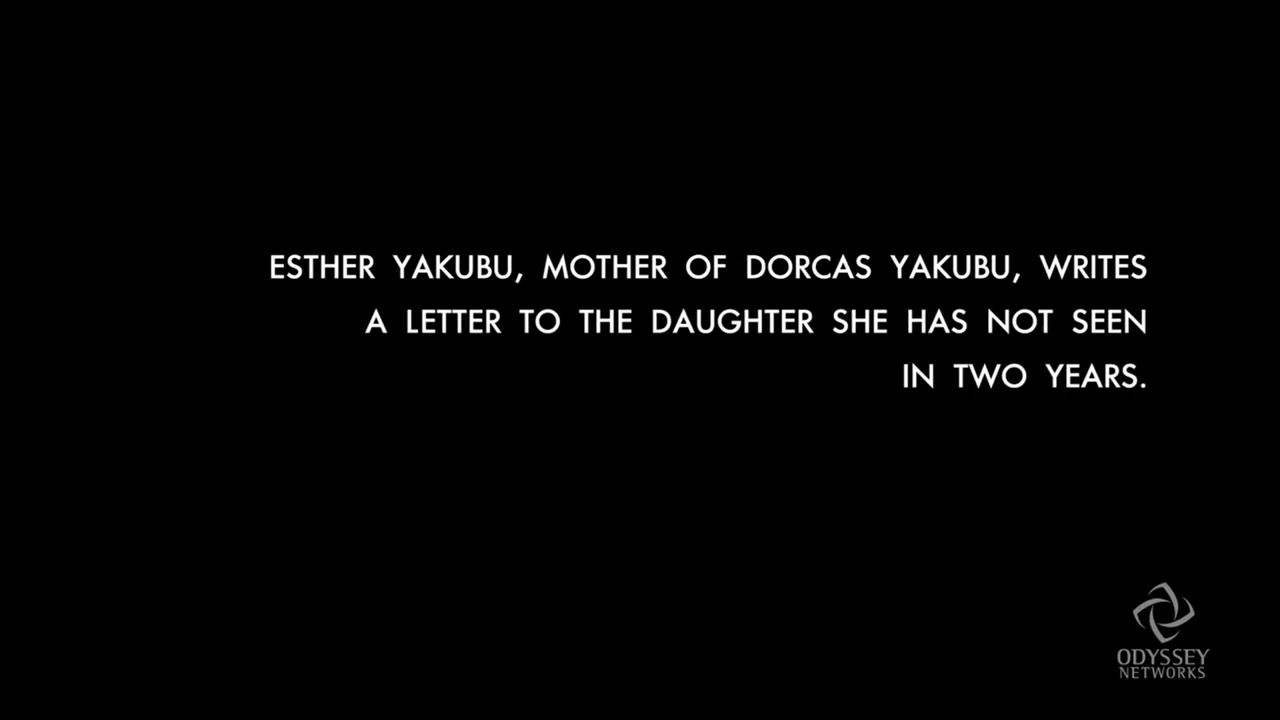 ESTHER YAKUBU, MOTHER OF DORCAS YAKUBU, WRITES
A LETTER TO THE DAUGHTER SHE HAS NOT SEEN
IN TWO YEARS.
ODYSSEY
NETWORKS